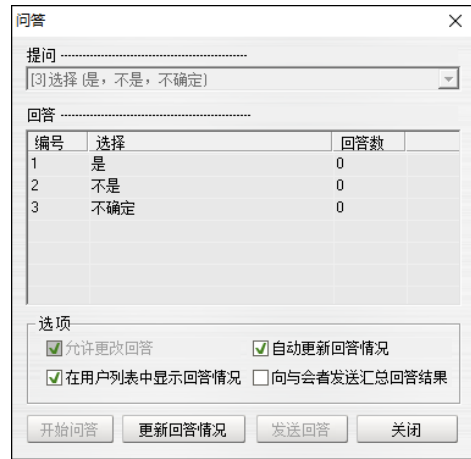 问答
提问
[3]选择 (是，不是，不确定)
回答
编号 选择 回答数
1 是 0
2 不是 0
3 不确定 0
选项
允许更改回答 自动更新回答情况
在用户列表中显示回答情况 向与会者发送汇总回答结果
开始问答 更新回答情况 发送回答 关闭